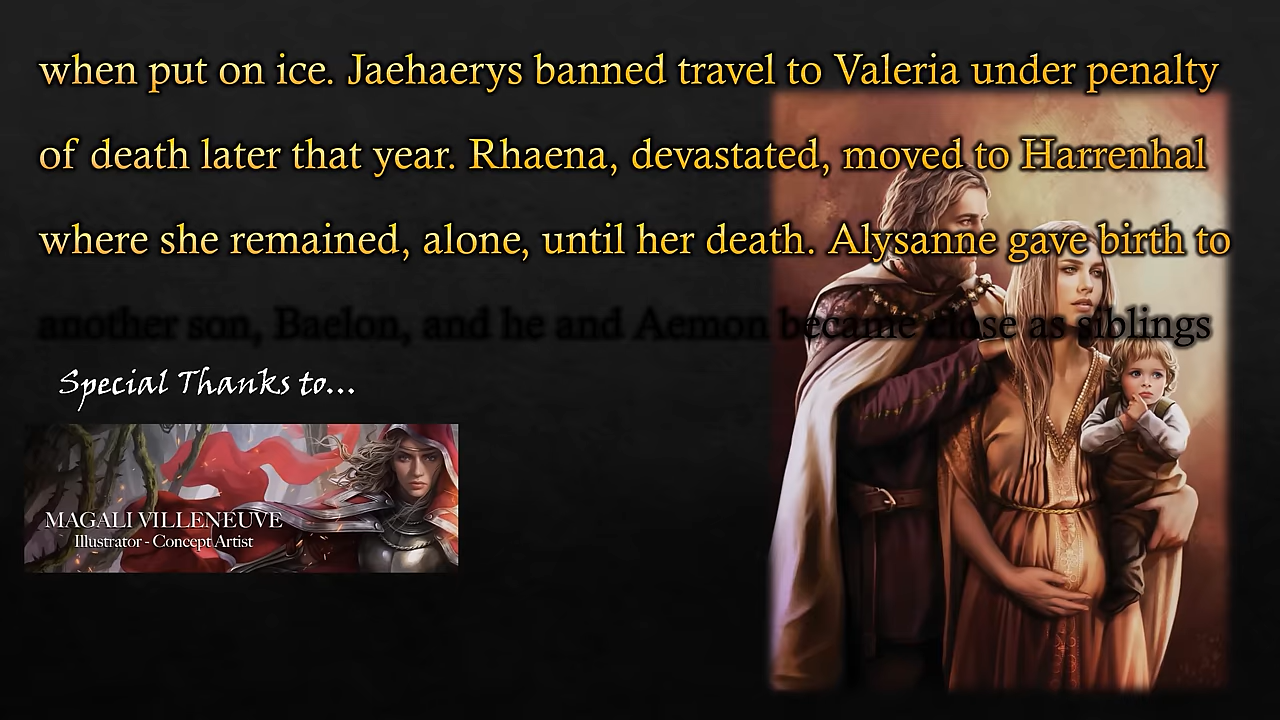 when put on ice. Jaehaerys banned travel to Valeria under penalty
of death later that year. Rhaena, devastated, moved to Harrenhal
where she remained, alone, until her death. Alysanne gave birth to
another son, Baelon, and he and Aemon became close as siblings
Special Thanks to...
MAGALI VILLENEUVE
Illustrator - Concept Artist